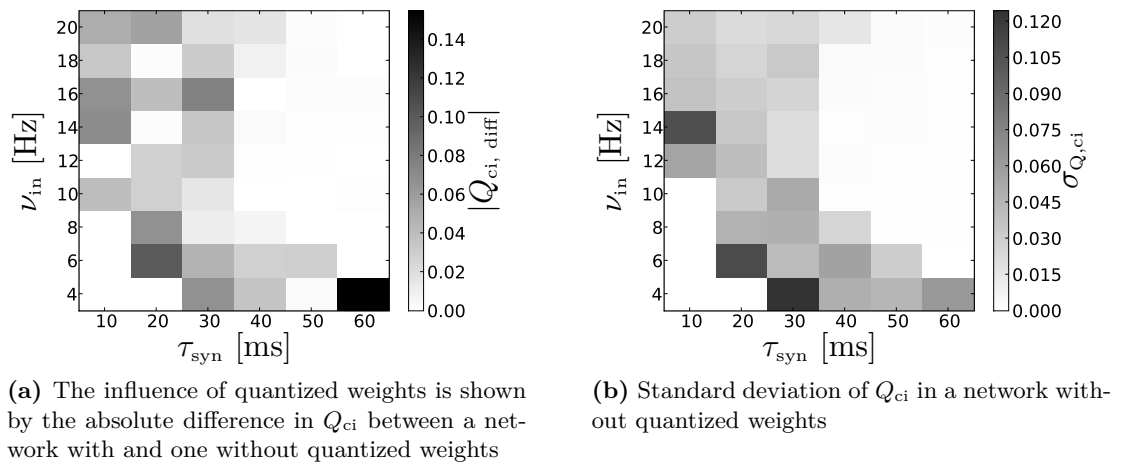 20
18
16
14
12
10
8
6
4
ν_in [Hz]
10 20 30 40 50 60
τ_syn [ms]
0.14
0.12
0.10
0.08
0.06
0.04
0.02
0.00
|Q_ci, diff|
20
18
16
14
12
10
8
6
4
ν_in [Hz]
10 20 30 40 50 60
τ_syn [ms]
0.120
0.105
0.090
0.075
0.060
0.045
0.030
0.015
0.000
σ_Q,ci
(a) The influence of quantized weights is shown
by the absolute difference in Q_ci between a net-
work with and one without quantized weights
(b) Standard deviation of Q_ci in a network with-
out quantized weights